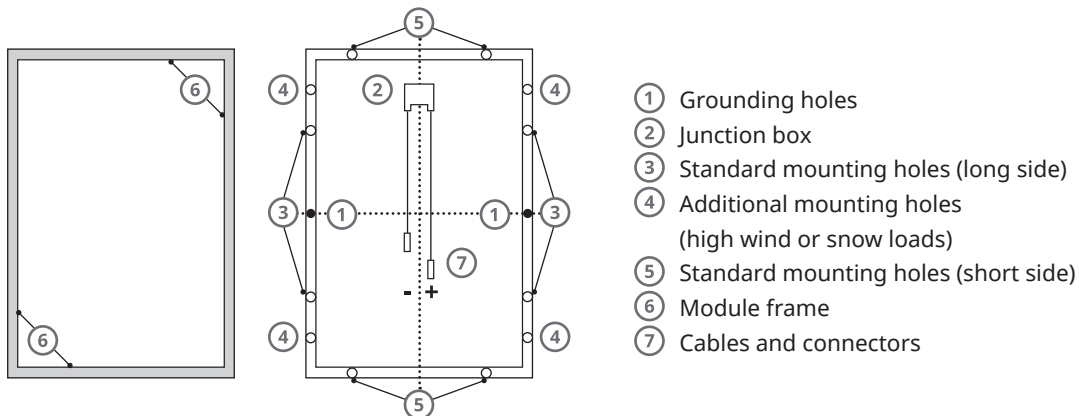 5
6
4
2
4
3
1
1
3
7
- +
6
4
4
5
1 Grounding holes
2 Junction box
3 Standard mounting holes (long side)
4 Additional mounting holes
(high wind or snow loads)
5 Standard mounting holes (short side)
6 Module frame
7 Cables and connectors